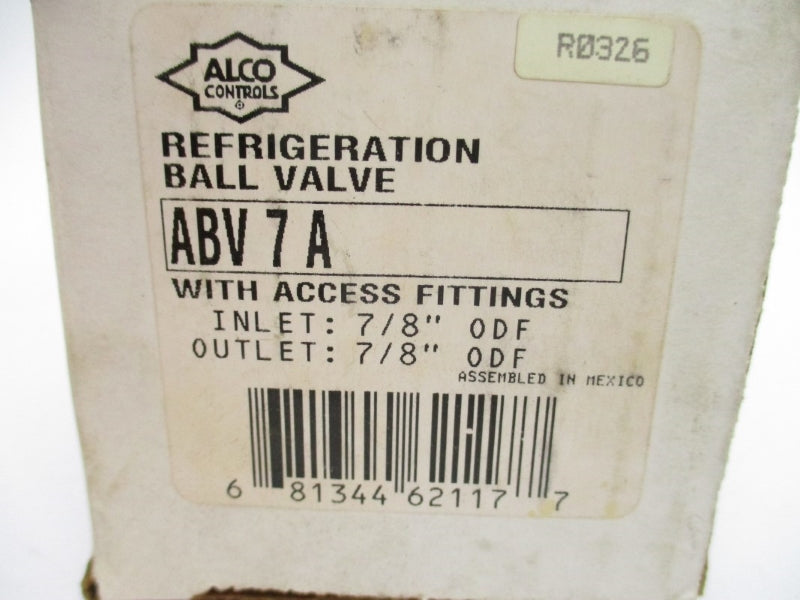 R0326
ALCO
CONTROLS
REFRIGERATION
BALL VALVE
ABV 7 A
WITH ACCESS FITTINGS
INLET: 7/8" ODF
OUTLET: 7/8" ODF
ASSEMBLED IN MEXICO
6 81344 62117 7